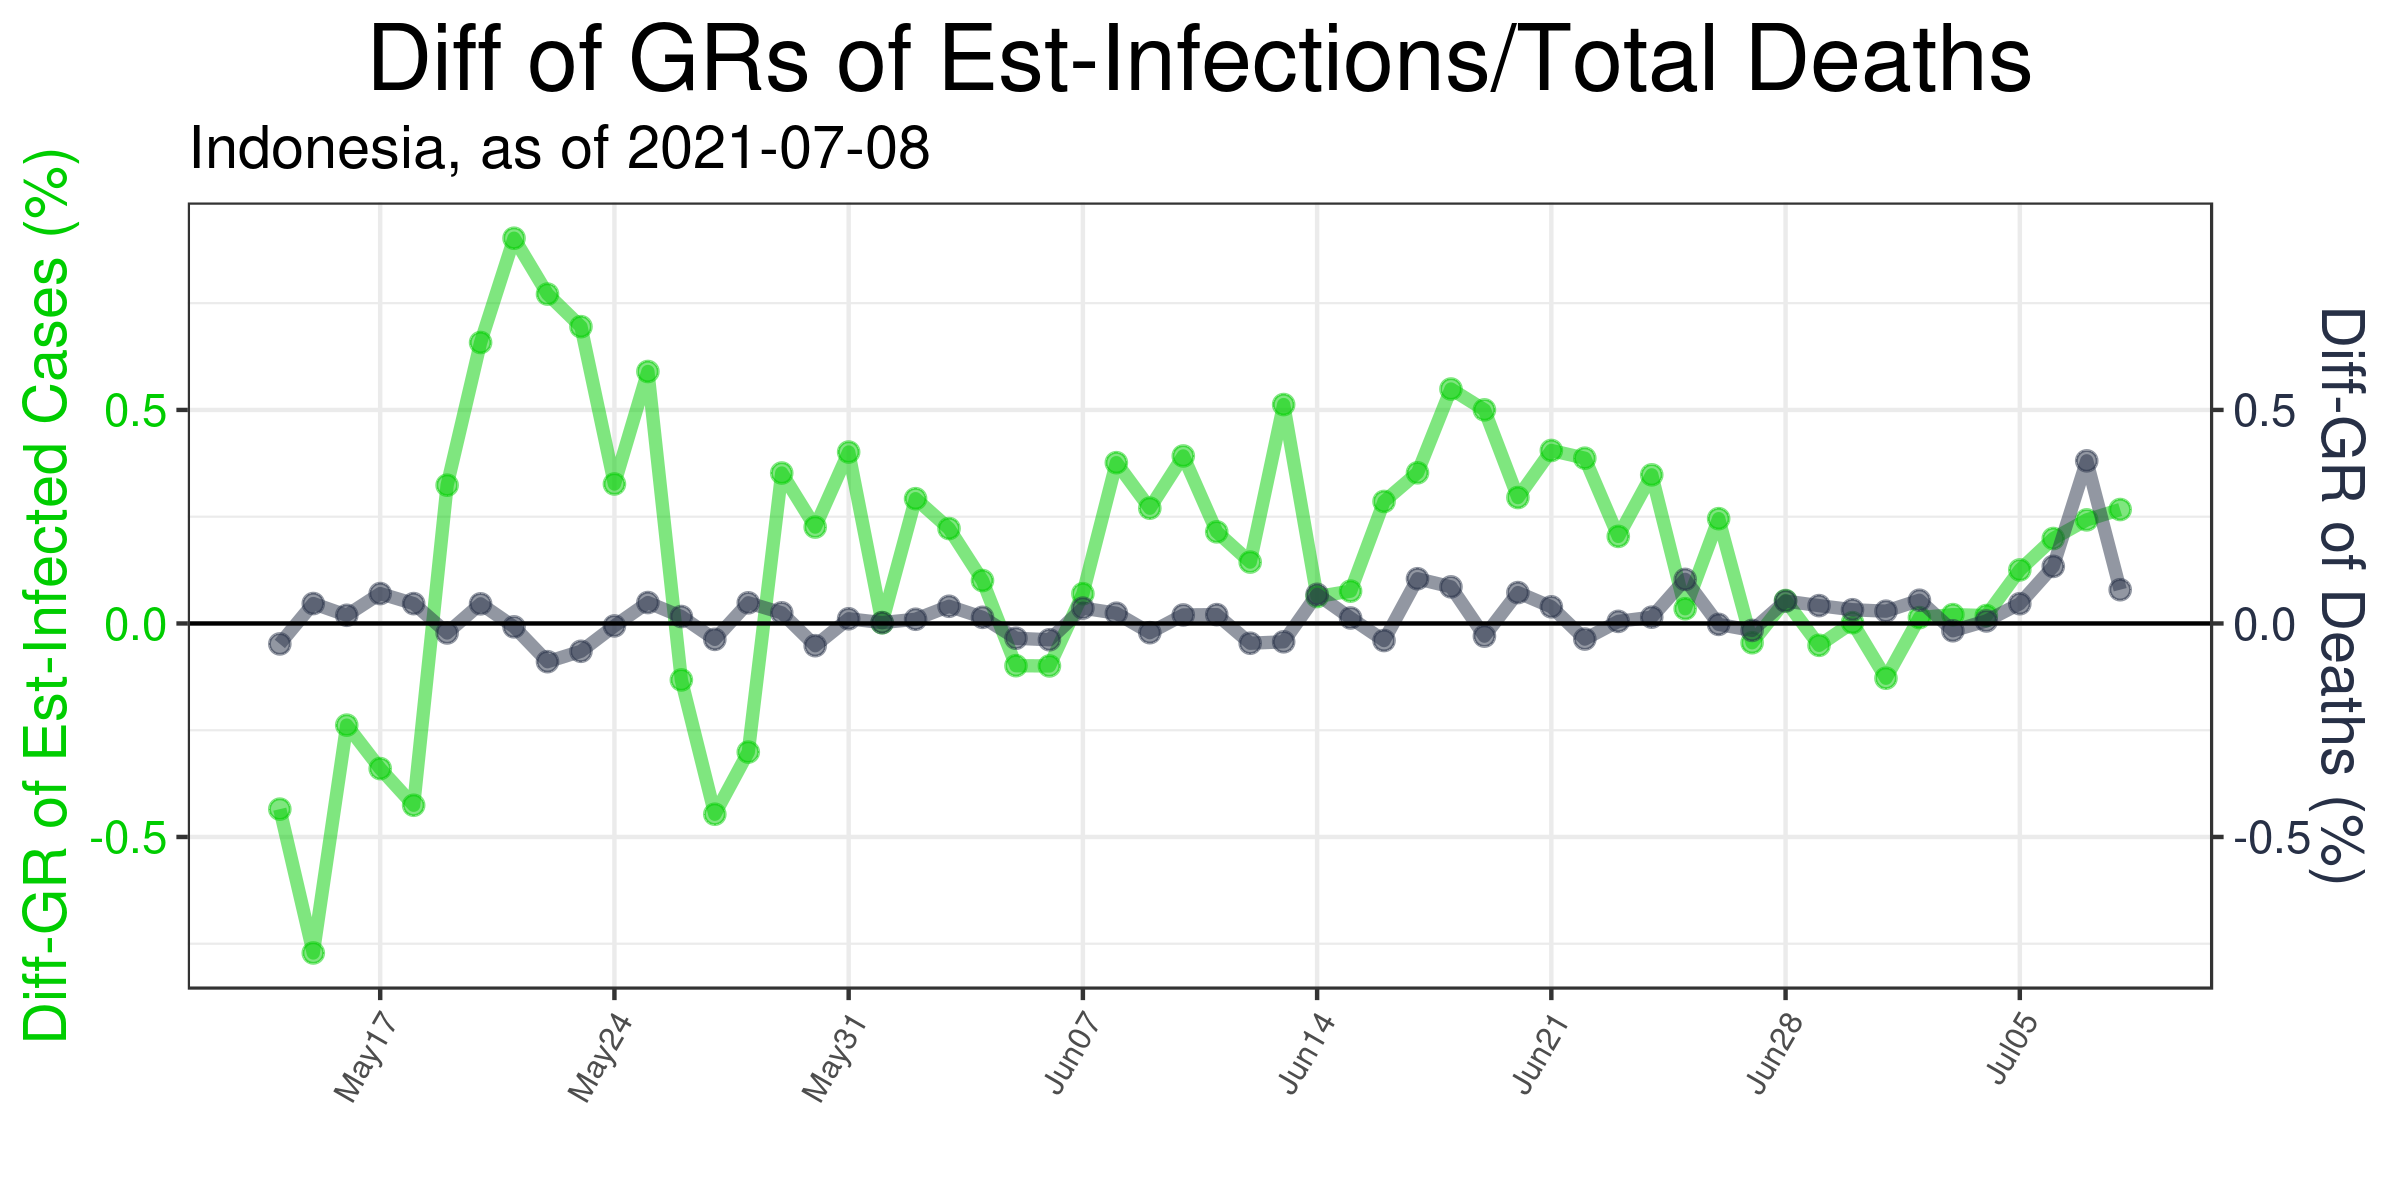 Diff of GRs of Est-Infections/Total Deaths
Indonesia, as of 2021-07-08
Diff-GR of Est-Infected Cases (%)
0.5
0.0
-0.5
0.5
0.0
-0.5
Diff-GR of Deaths (%)
May17
May24
May31
Jun07
Jun14
Jun21
Jun28
Jul05